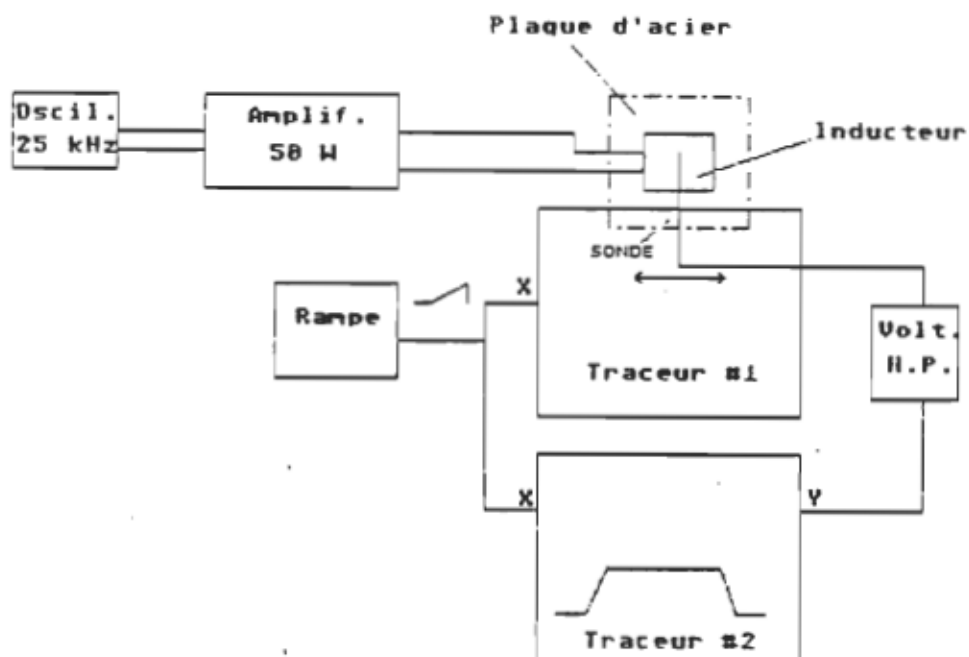 Plaque d'acier
Oscil.
25 kHz
Amplif.
50 W
Inducteur
SONDE
X
Rampe
Volt.
H.P.
Traceur #1
X
Y
Traceur #2